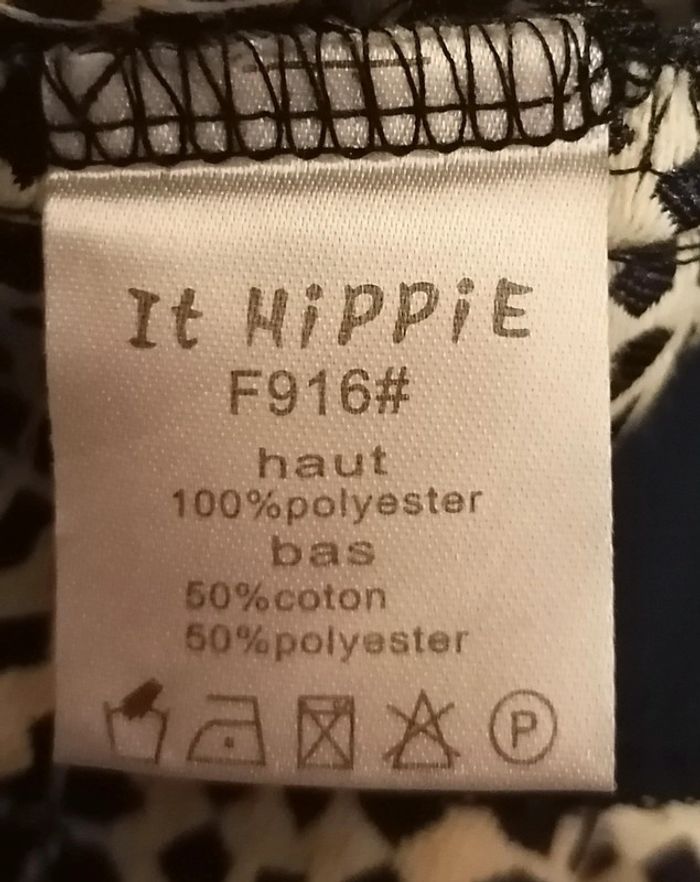 It HiPPiE
F916#
haut
100%polyester
bas
50%coton
50%polyester
P